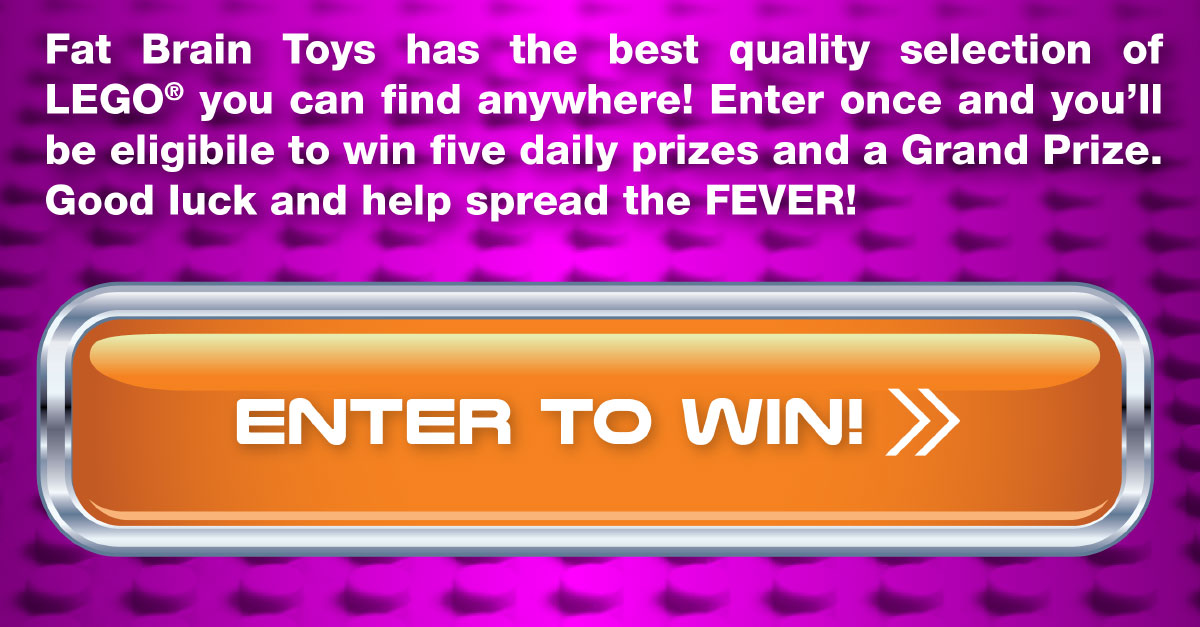 Fat Brain Toys has the best quality selection of
LEGO® you can find anywhere! Enter once and you’ll
be eligibile to win five daily prizes and a Grand Prize.
Good luck and help spread the FEVER!
ENTER TO WIN!